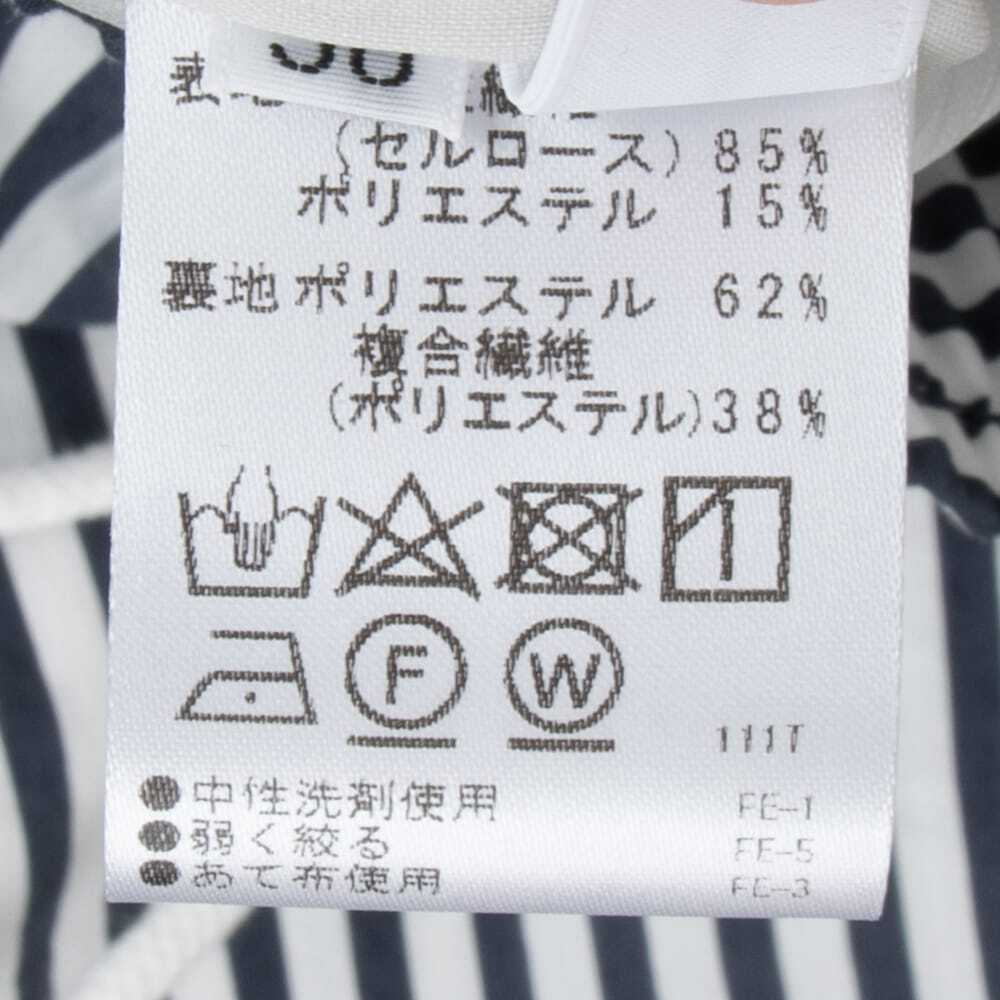 表地
(セルロース) 85%
ポリエステル 15%
裏地 ポリエステル 62%
複合繊維
(ポリエステル) 38%
F
W
111T
●中性洗剤使用 FE-1
●弱く絞る FE-5
●あて布使用 FE-3